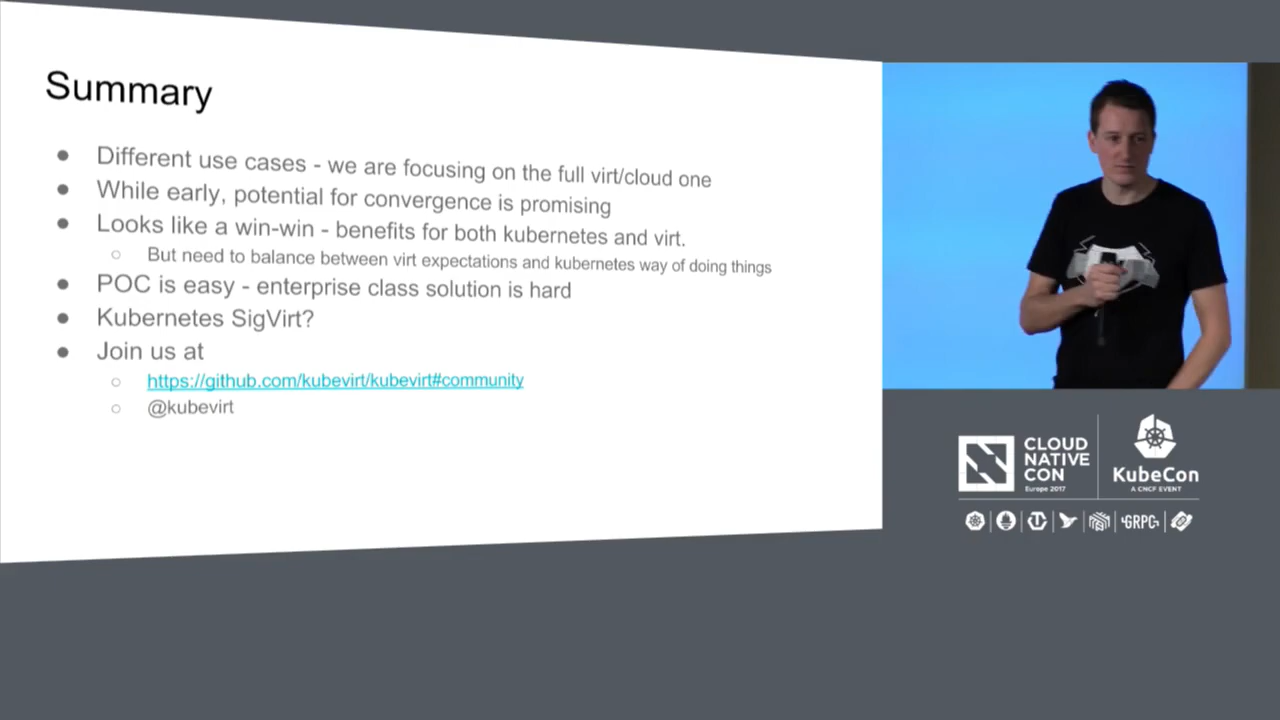 Summary
Different use cases - we are focusing on the full virt/cloud one
While early, potential for convergence is promising
Looks like a win-win - benefits for both kubernetes and virt.
But need to balance between virt expectations and kubernetes way of doing things
POC is easy - enterprise class solution is hard
Kubernetes SigVirt?
Join us at
https://github.com/kubevirt/kubevirt#community
@kubevirt
CLOUD
NATIVE
CON
Europe 2017
KubeCon
A CNCF EVENT
GRPC